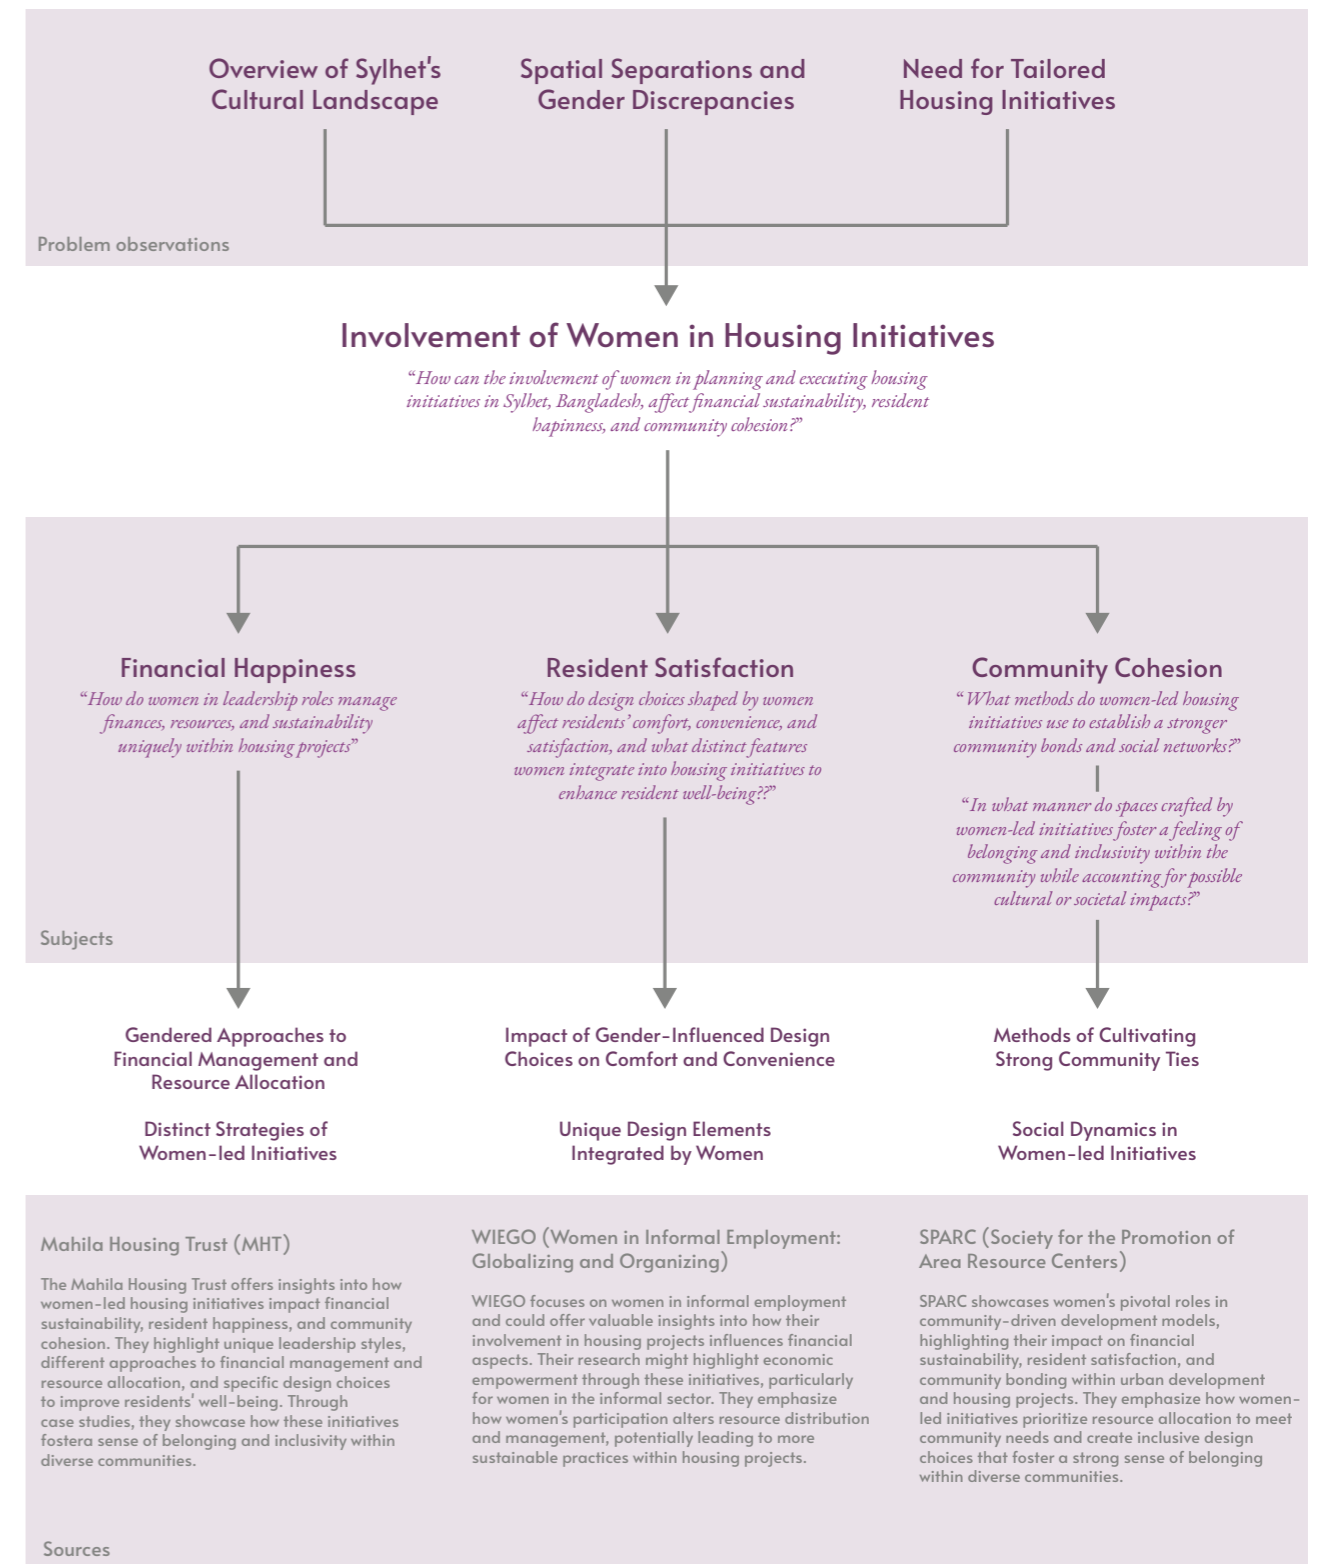 Overview of Sylhet's
Cultural Landscape
Spatial Separations and
Gender Discrepancies
Need for Tailored
Housing Initiatives
Problem observations
Involvement of Women in Housing Initiatives
“How can the involvement of women in planning and executing housing
initiatives in Sylhet, Bangladesh, affect financial sustainability, resident
hapinness, and community cohesion?”
Financial Happiness
“How do women in leadership roles manage
finances, resources, and sustainability
uniquely within housing projects”
Resident Satisfaction
“How do design choices shaped by women
affect residents’ comfort, convenience, and
satisfaction, and what distinct features
women integrate into housing initiatives to
enhance resident well-being??”
Community Cohesion
“What methods do women-led housing
initiatives use to establish a stronger
community bonds and social networks?”
“In what manner do spaces crafted by
women-led initiatives foster a feeling of
belonging and inclusivity within the
community while accounting for possible
cultural or societal impacts?”
Subjects
Gendered Approaches to
Financial Management and
Resource Allocation
Distinct Strategies of
Women-led Initiatives
Impact of Gender-Influenced Design
Choices on Comfort and Convenience
Unique Design Elements
Integrated by Women
Methods of Cultivating
Strong Community Ties
Social Dynamics in
Women-led Initiatives
Mahila Housing Trust (MHT)
The Mahila Housing Trust offers insights into how
women-led housing initiatives impact financial
sustainability, resident happiness, and community
cohesion. They highlight unique leadership styles,
different approaches to financial management and
resource allocation, and specific design choices
to improve residents' well-being. Through
case studies, they showcase how these initiatives
fostera sense of belonging and inclusivity within
diverse communities.
WIEGO (Women in Informal Employment:
Globalizing and Organizing)
WIEGO focuses on women in informal employment
and could offer valuable insights into how their
involvement in housing projects influences financial
aspects. Their research might highlight economic
empowerment through these initiatives, particularly
for women in the informal sector. They emphasize
how women's participation alters resource distribution
and management, potentially leading to more
sustainable practices within housing projects.
SPARC (Society for the Promotion of
Area Resource Centers)
SPARC showcases women's pivotal roles in
community-driven development models,
highlighting their impact on financial
sustainability, resident satisfaction, and
community bonding within urban development
and housing projects. They emphasize how women-
led initiatives prioritize resource allocation to meet
community needs and create inclusive design
choices that foster a strong sense of belonging
within diverse communities.
Sources